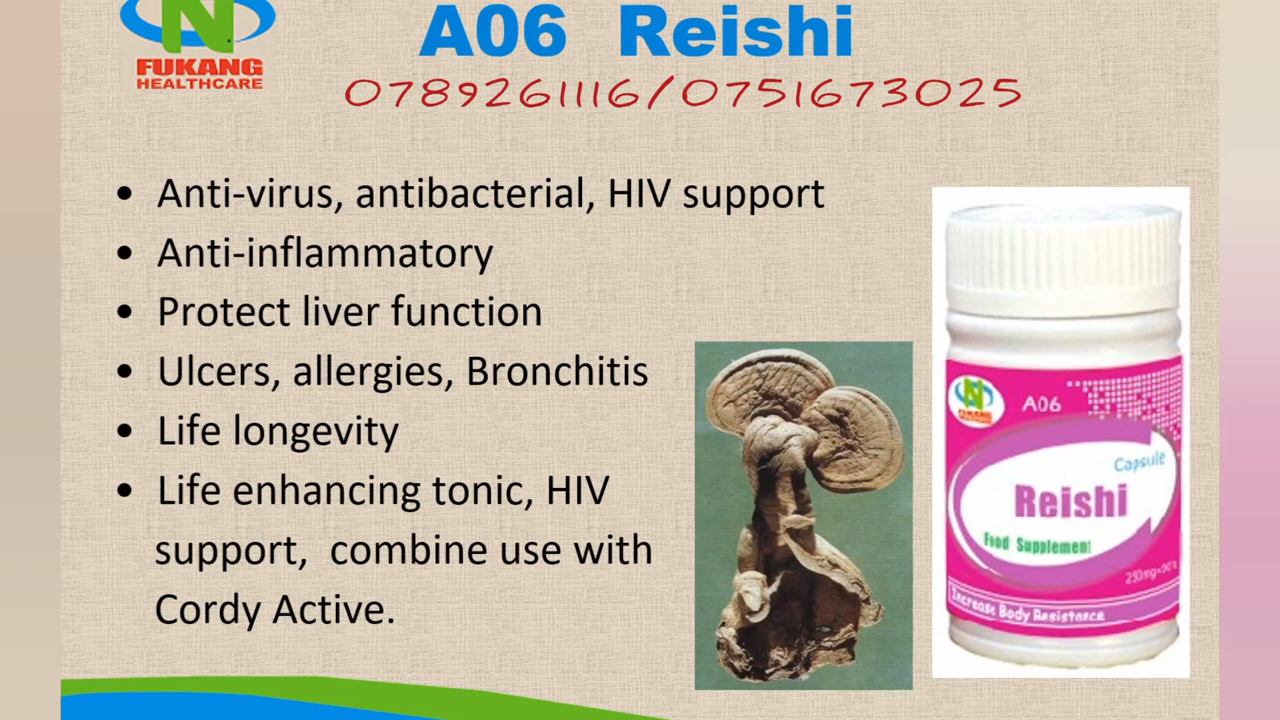 N
FUKANG
HEALTHCARE
A06 Reishi
0789261116/0751673025
• Anti-virus, antibacterial, HIV support
• Anti-inflammatory
• Protect liver function
• Ulcers, allergies, Bronchitis
• Life longevity
• Life enhancing tonic, HIV
support, combine use with
Cordy Active.
N
FUKANG
HEALTHCARE
A06
Capsule
Reishi
Food Supplement
Increase Body Resistance